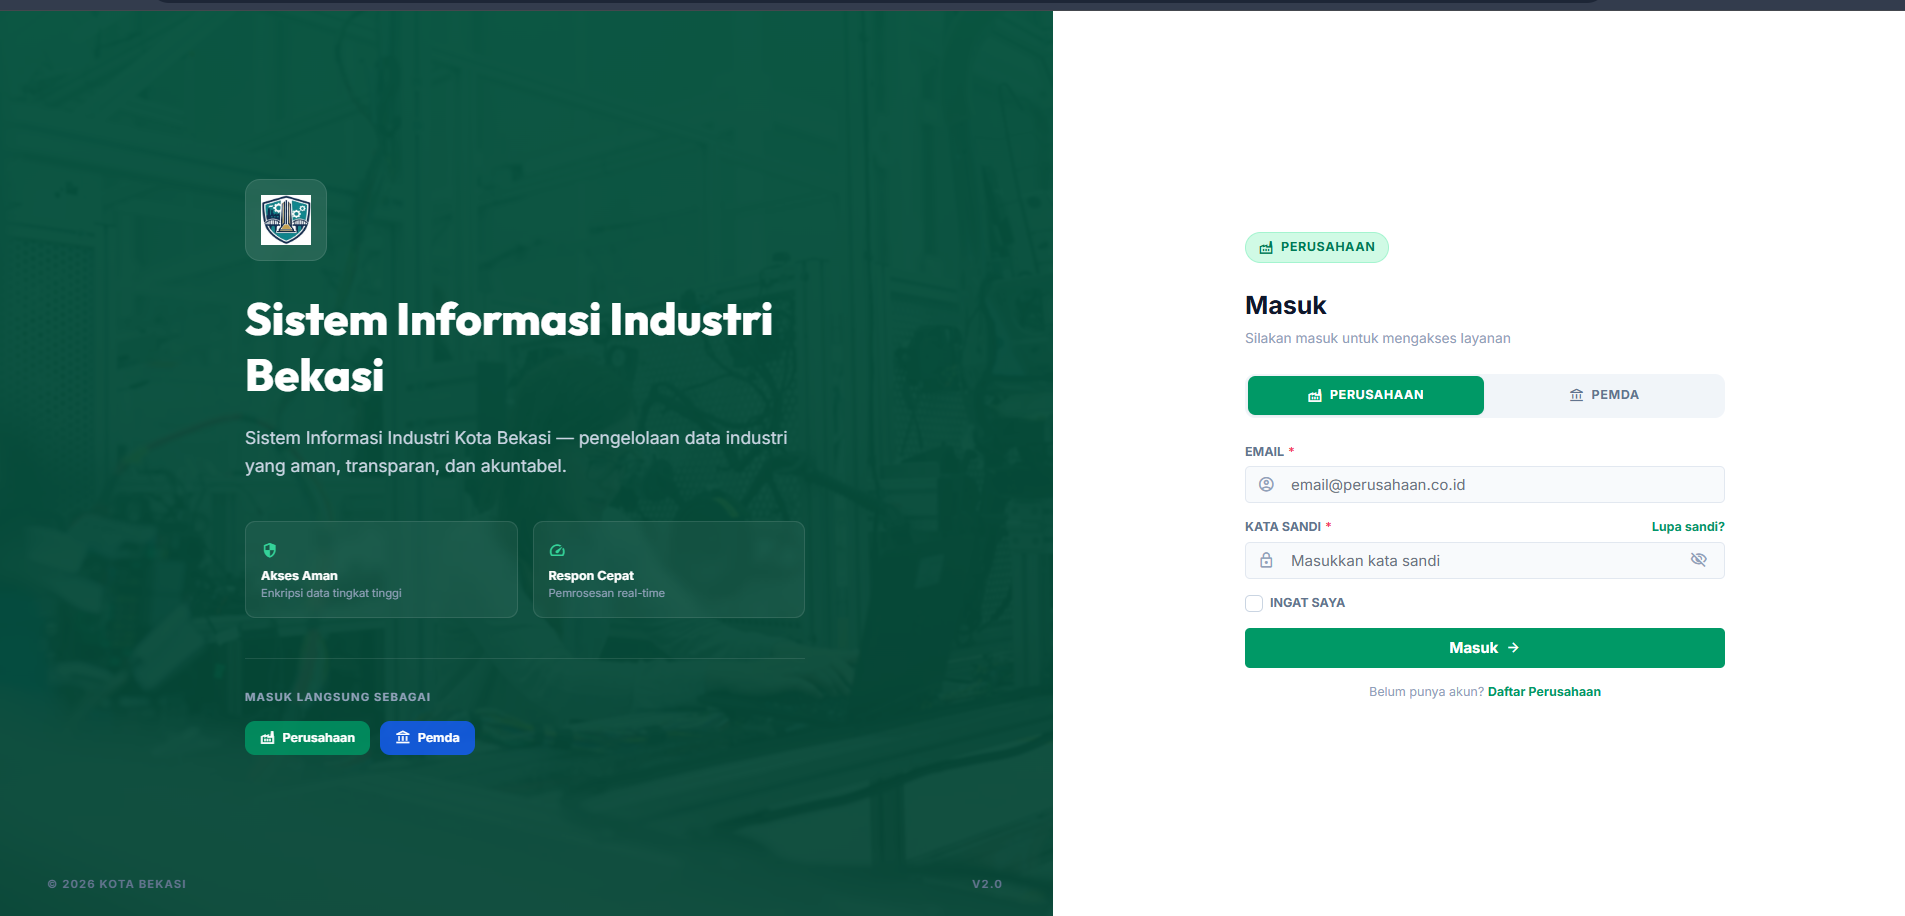 Sistem Informasi Industri
Bekasi
Sistem Informasi Industri Kota Bekasi — pengelolaan data industri
yang aman, transparan, dan akuntabel.
Akses Aman
Enkripsi data tingkat tinggi
Respon Cepat
Pemrosesan real-time
MASUK LANGSUNG SEBAGAI
Perusahaan
Pemda
© 2026 KOTA BEKASI
V2.0
PERUSAHAAN
Masuk
Silakan masuk untuk mengakses layanan
PERUSAHAAN
PEMDA
EMAIL *
email@perusahaan.co.id
KATA SANDI *
Lupa sandi?
Masukkan kata sandi
INGAT SAYA
Masuk →
Belum punya akun? Daftar Perusahaan